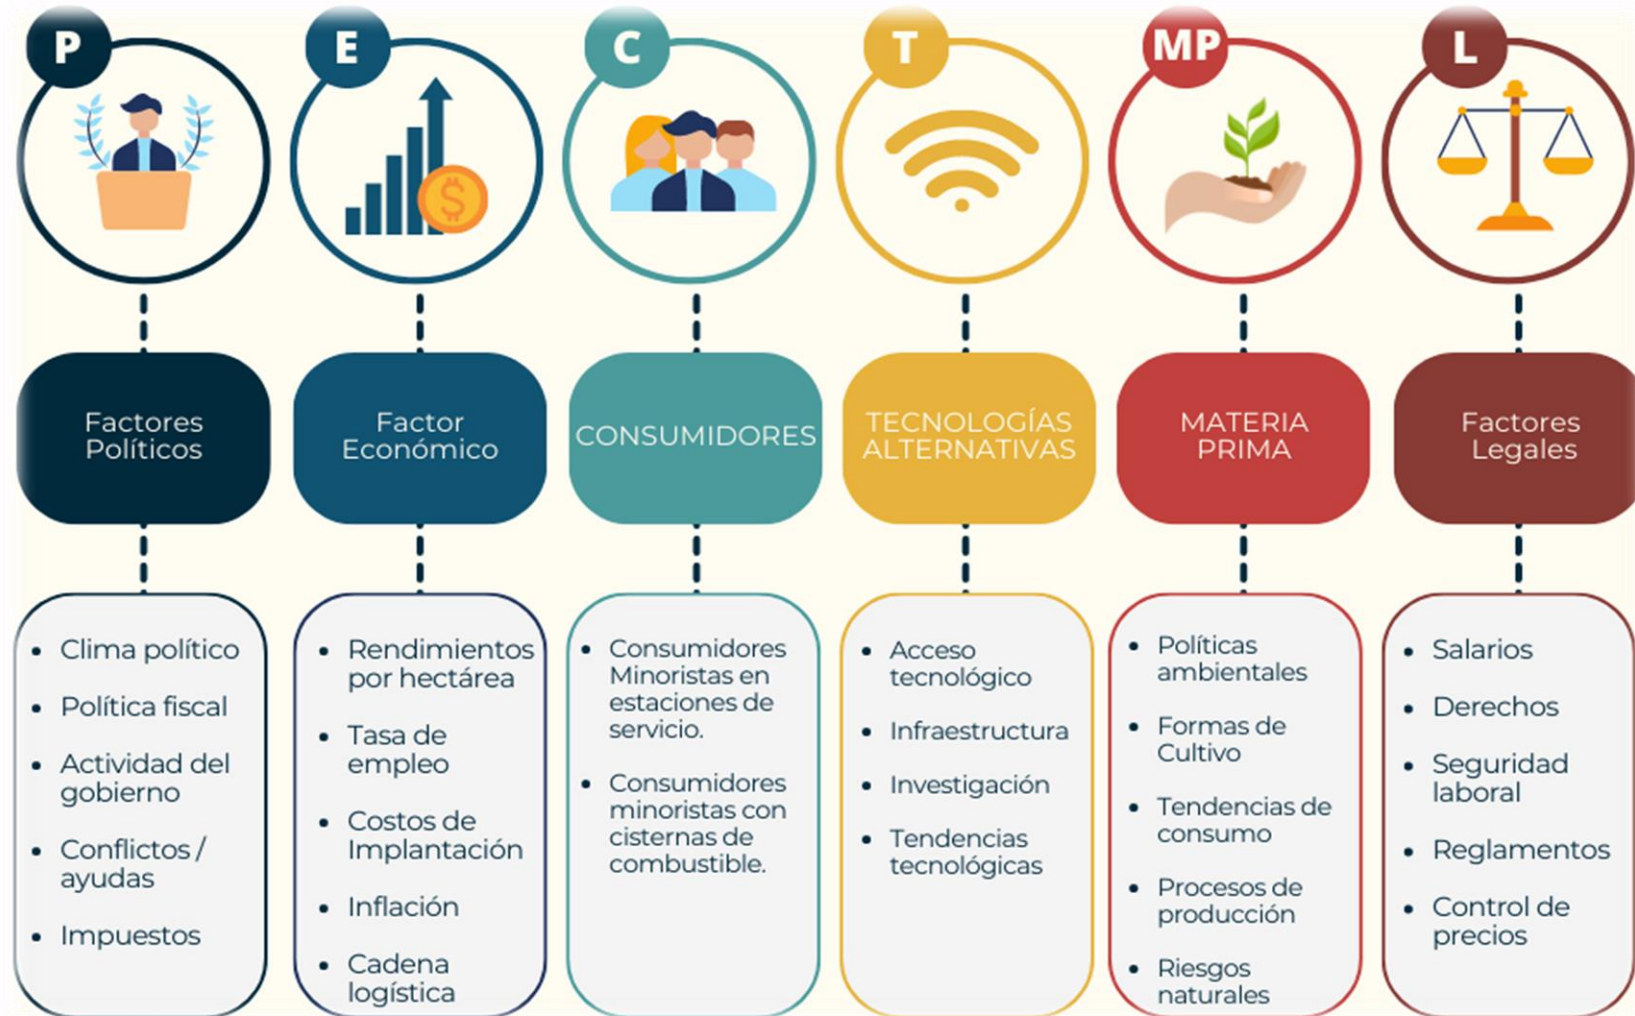 P
E
C
T
MP
L
$
Factores
Políticos
Factor
Económico
CONSUMIDORES
TECNOLOGÍAS
ALTERNATIVAS
MATERIA
PRIMA
Factores
Legales
• Clima político
• Política fiscal
• Actividad del
gobierno
• Conflictos /
ayudas
• Impuestos
• Rendimientos
por hectárea
• Tasa de
empleo
• Costos de
Implantación
• Inflación
• Cadena
logística
• Consumidores
Minoristas en
estaciones de
servicio.
• Consumidores
minoristas con
cisternas de
combustible.
• Acceso
tecnológico
• Infraestructura
• Investigación
• Tendencias
tecnológicas
• Políticas
ambientales
• Formas de
Cultivo
• Tendencias de
consumo
• Procesos de
producción
• Riesgos
naturales
• Salarios
• Derechos
• Seguridad
laboral
• Reglamentos
• Control de
precios